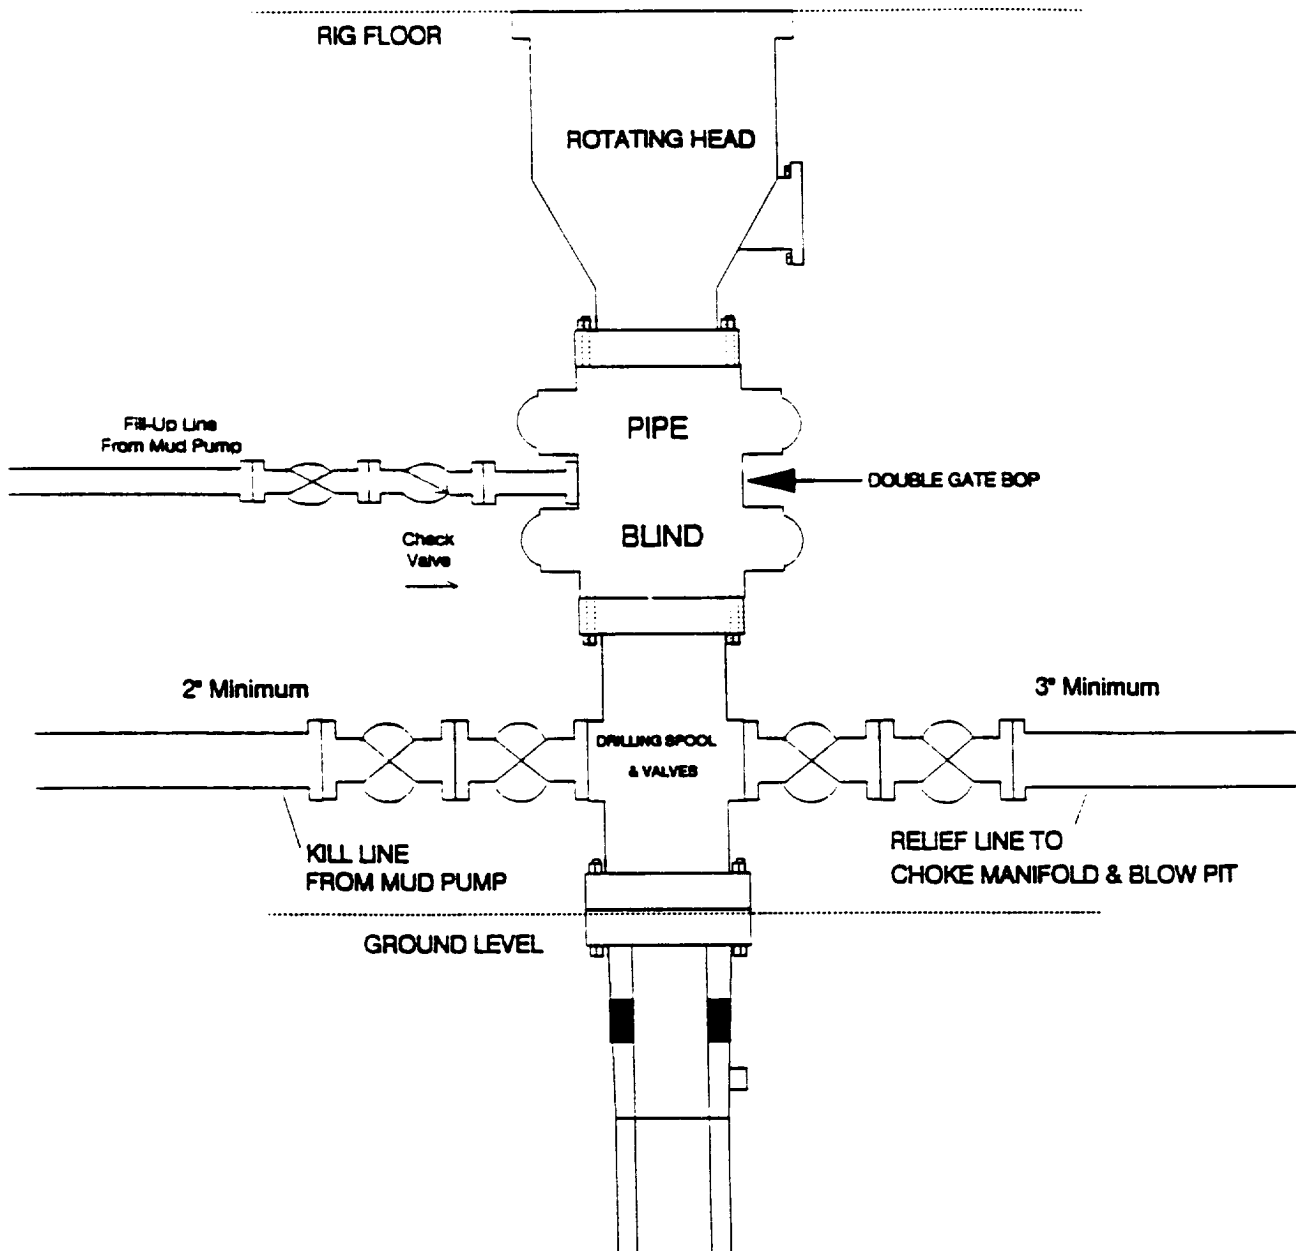 RIG FLOOR
ROTATING HEAD
Fill-Up Line
From Mud Pump
PIPE
DOUBLE GATE BOP
BLIND
Check
Valve
2" Minimum
3" Minimum
DRILLING SPOOL
& VALVES
KILL LINE
FROM MUD PUMP
RELIEF LINE TO
CHOKE MANIFOLD & BLOW PIT
GROUND LEVEL